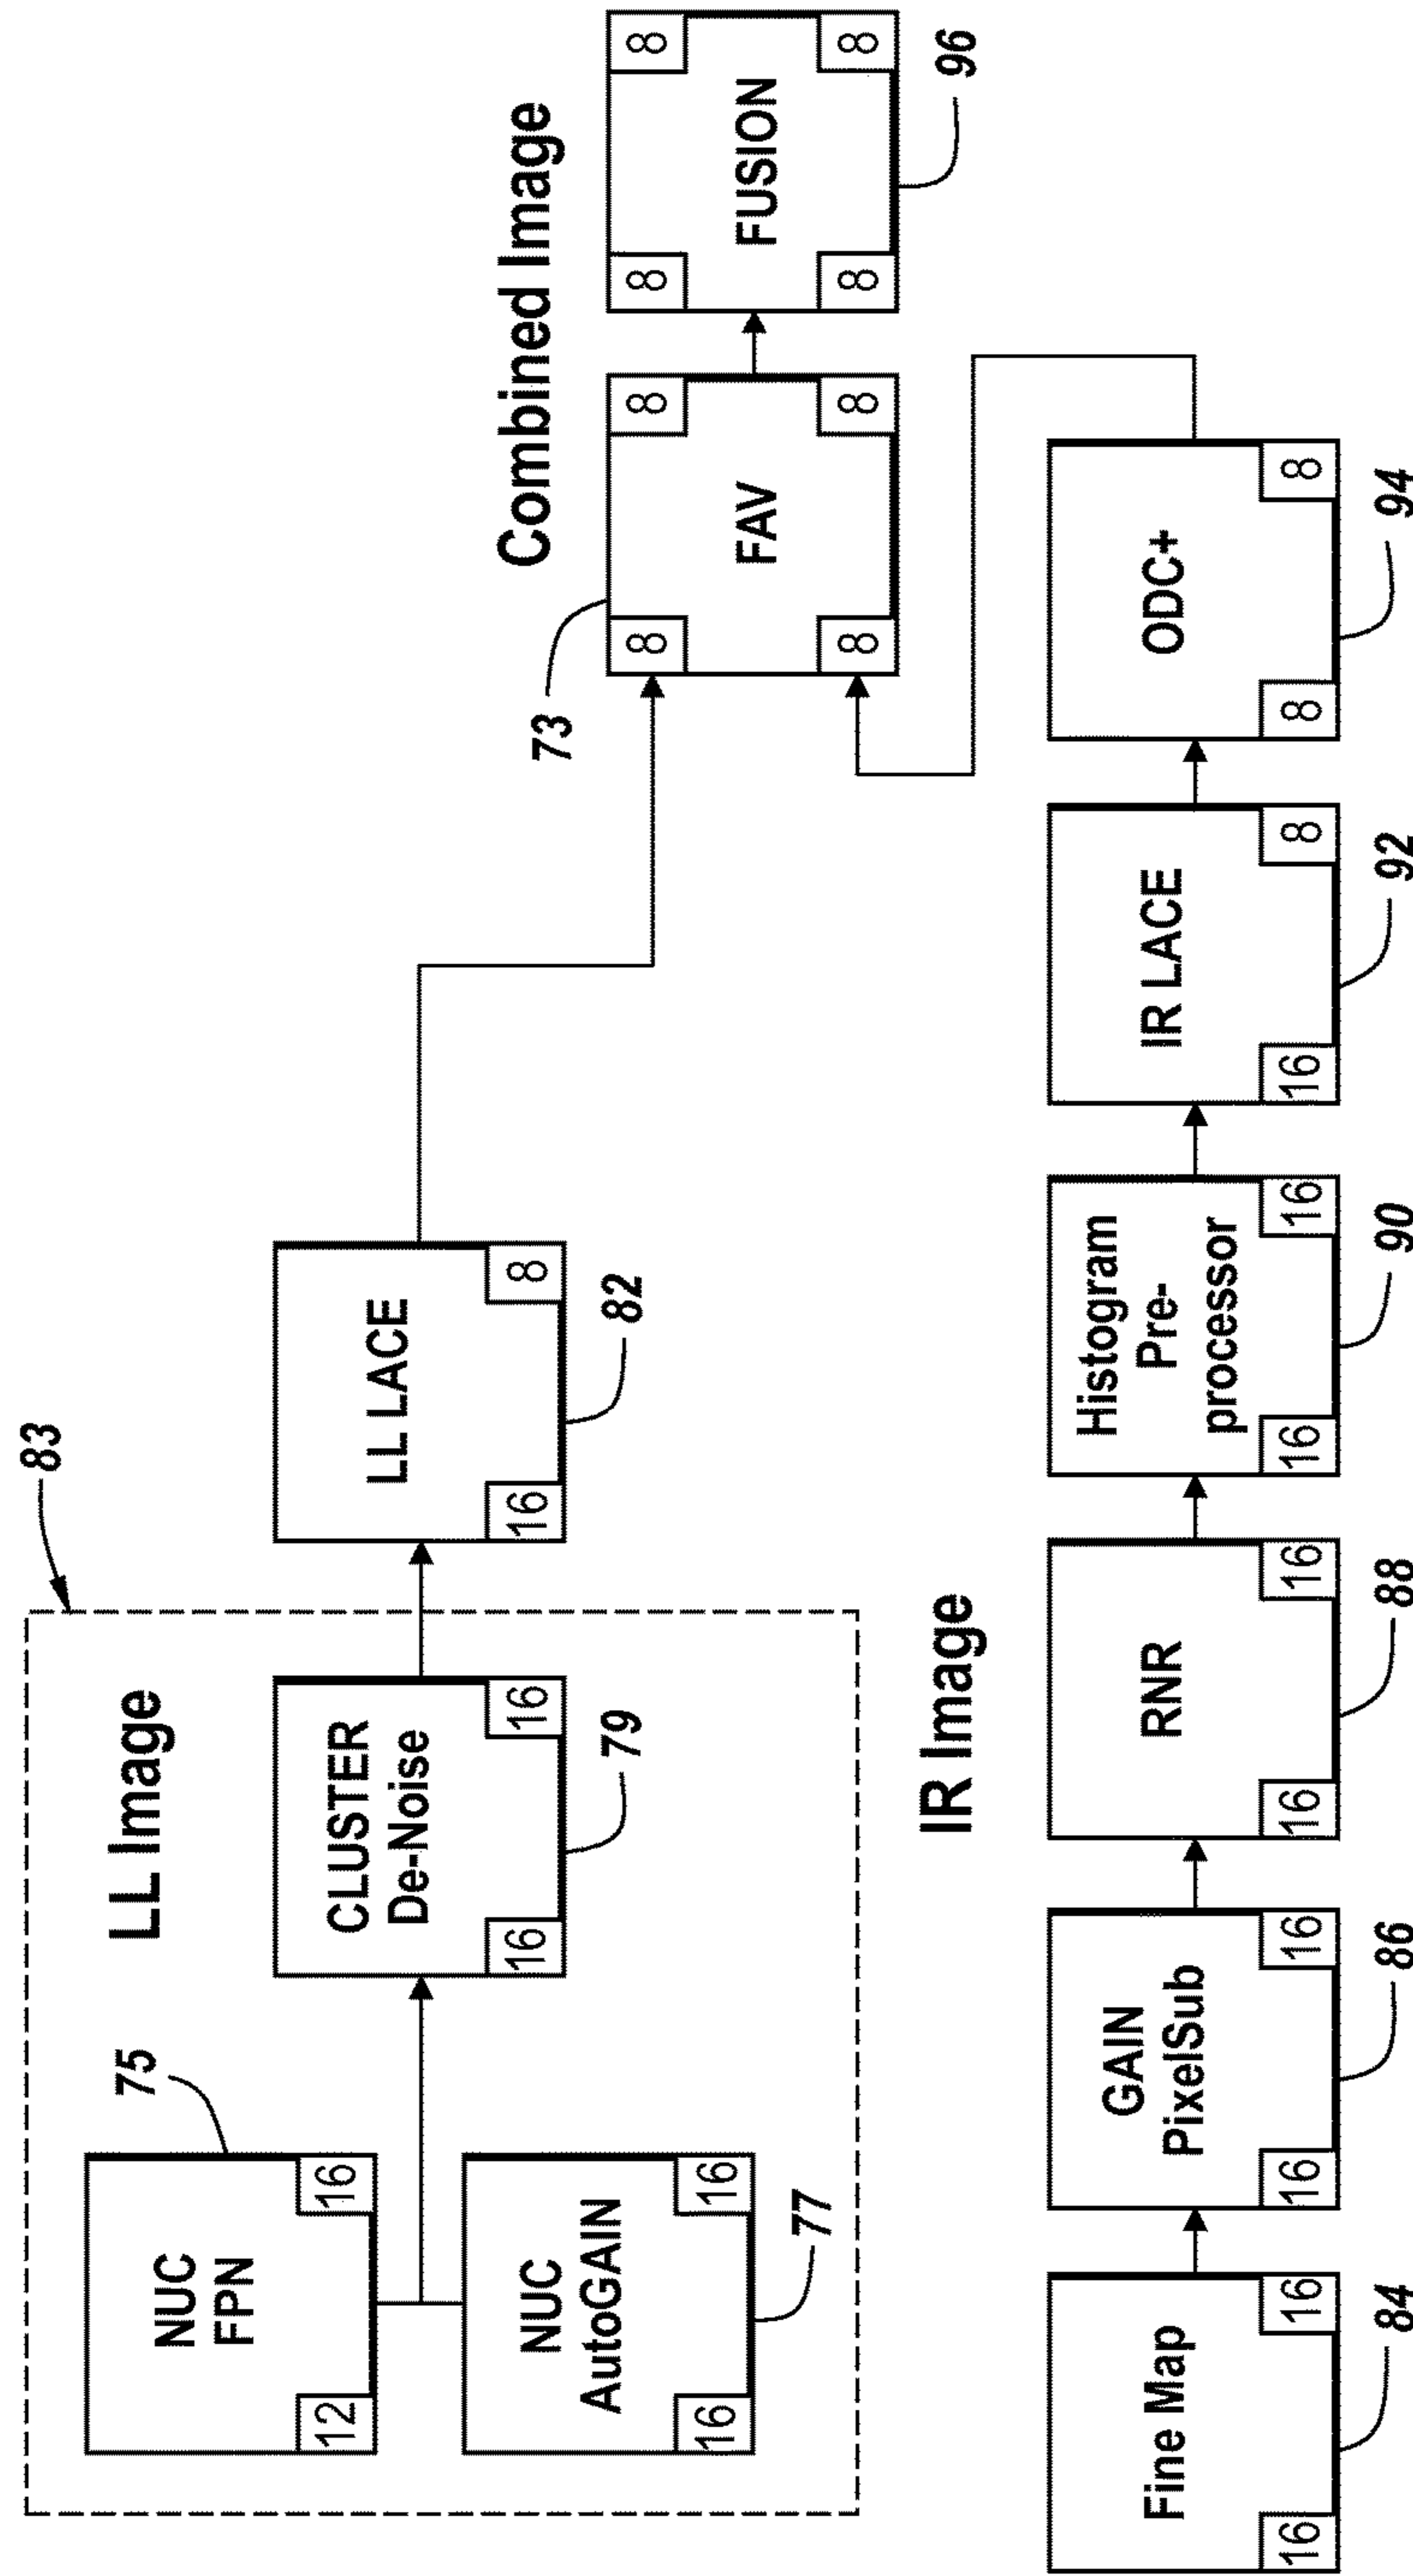 83
LL Image
NUC
FPN
12
16
75
NUC
AutoGAIN
16
16
77
CLUSTER
De-Noise
16
16
79
LL LACE
16
8
82
Combined Image
73
FAV
8
8
8
8
FUSION
8
8
8
8
96
IR Image
Fine Map
16
16
84
GAIN
PixelSub
16
16
86
RNR
16
16
88
Histogram
Pre-
processor
16
16
90
IR LACE
16
8
92
ODC+
8
8
94